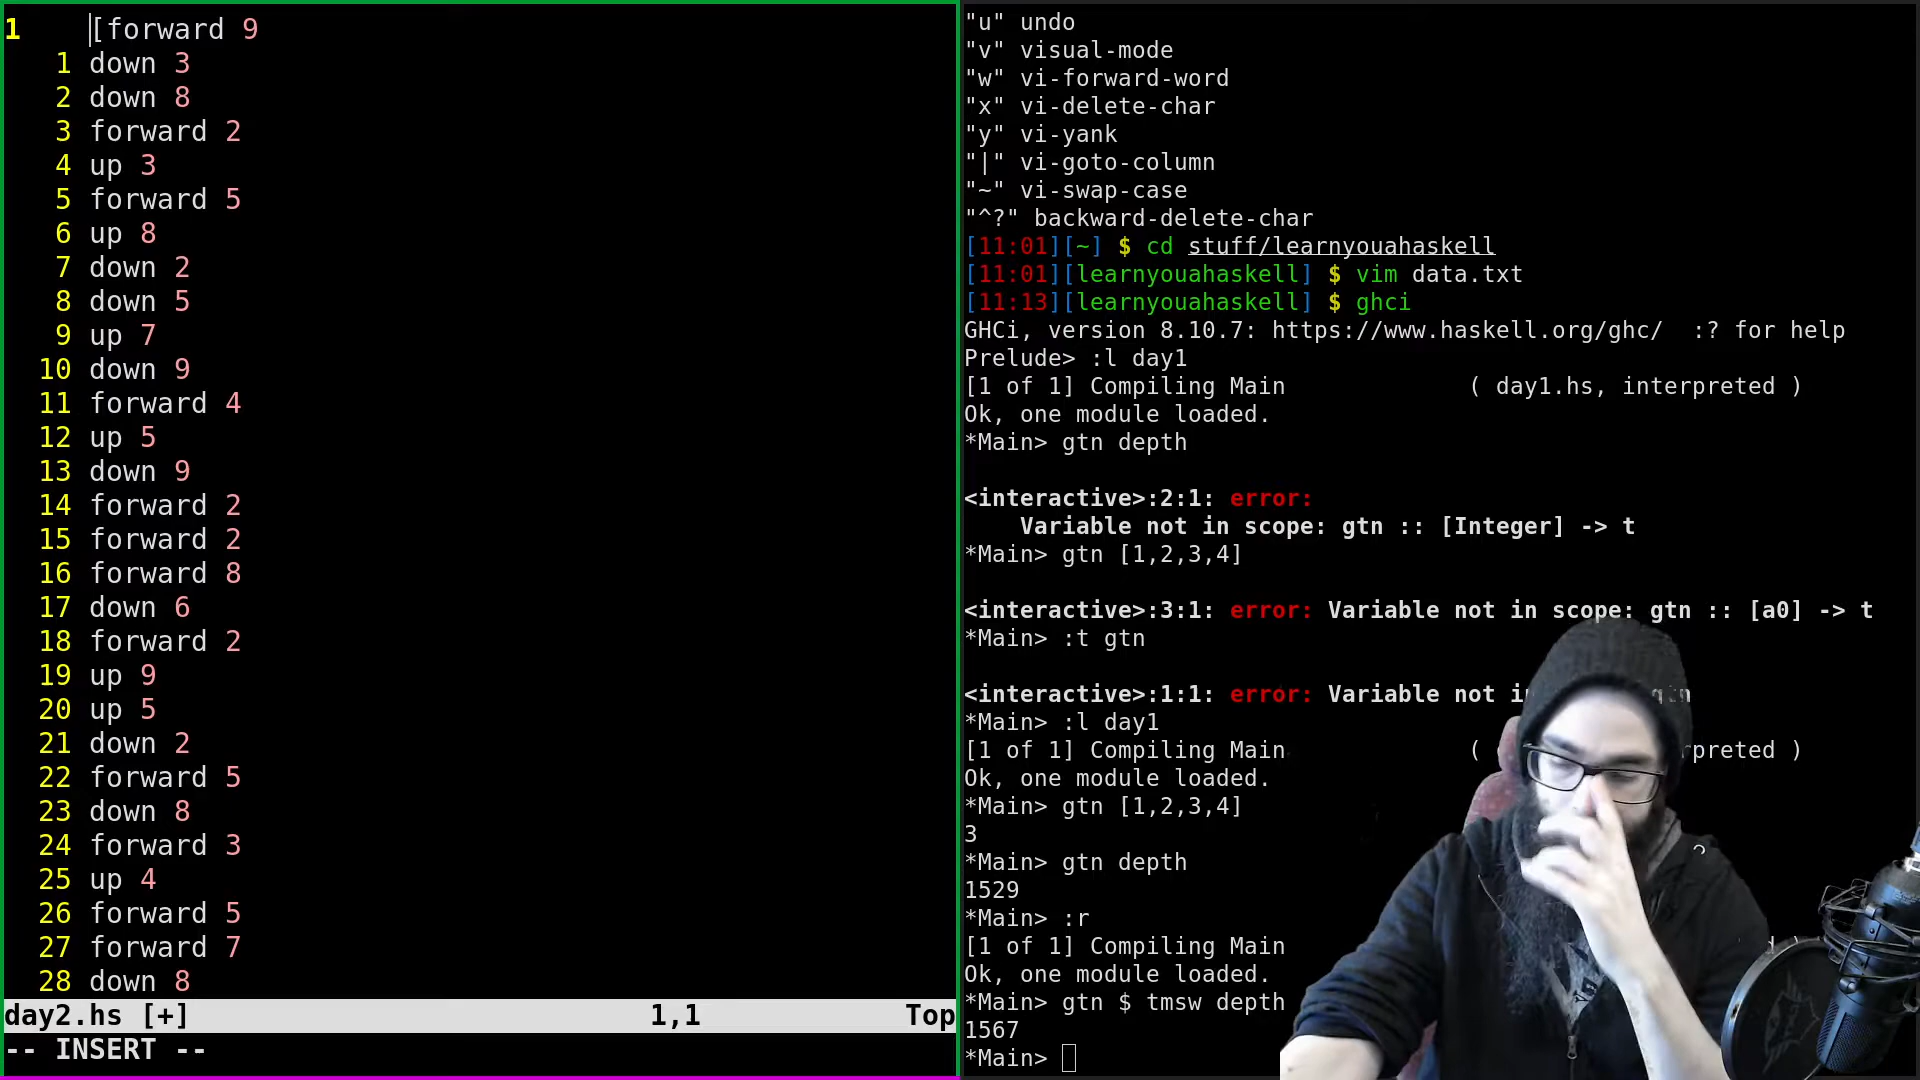 1 [forward 9
1 down 3
2 down 8
3 forward 2
4 up 3
5 forward 5
6 up 8
7 down 2
8 down 5
9 up 7
10 down 9
11 forward 4
12 up 5
13 down 9
14 forward 2
15 forward 2
16 forward 8
17 down 6
18 forward 2
19 up 9
20 up 5
21 down 2
22 forward 5
23 down 8
24 forward 3
25 up 4
26 forward 5
27 forward 7
28 down 8
day2.hs [+] 1,1 Top
-- INSERT --
"u" undo
"v" visual-mode
"w" vi-forward-word
"x" vi-delete-char
"y" vi-yank
"|" vi-goto-column
"~" vi-swap-case
"^?" backward-delete-char
[11:01][~] $ cd stuff/learnyouahaskell
[11:01][learnyouahaskell] $ vim data.txt
[11:13][learnyouahaskell] $ ghci
GHCi, version 8.10.7: https://www.haskell.org/ghc/  :? for help
Prelude> :l day1
[1 of 1] Compiling Main ( day1.hs, interpreted )
Ok, one module loaded.
*Main> gtn depth
<interactive>:2:1: error:
Variable not in scope: gtn :: [Integer] -> t
*Main> gtn [1,2,3,4]
<interactive>:3:1: error: Variable not in scope: gtn :: [a0] -> t
*Main> :t gtn
<interactive>:1:1: error: Variable not gtn
*Main> :l day1
[1 of 1] Compiling Main ( )
Ok, one module loaded.
*Main> gtn [1,2,3,4]
3
*Main> gtn depth
1529
*Main> :r
[1 of 1] Compiling Main
Ok, one module loaded.
*Main> gtn $ tmsw depth
1567
*Main>